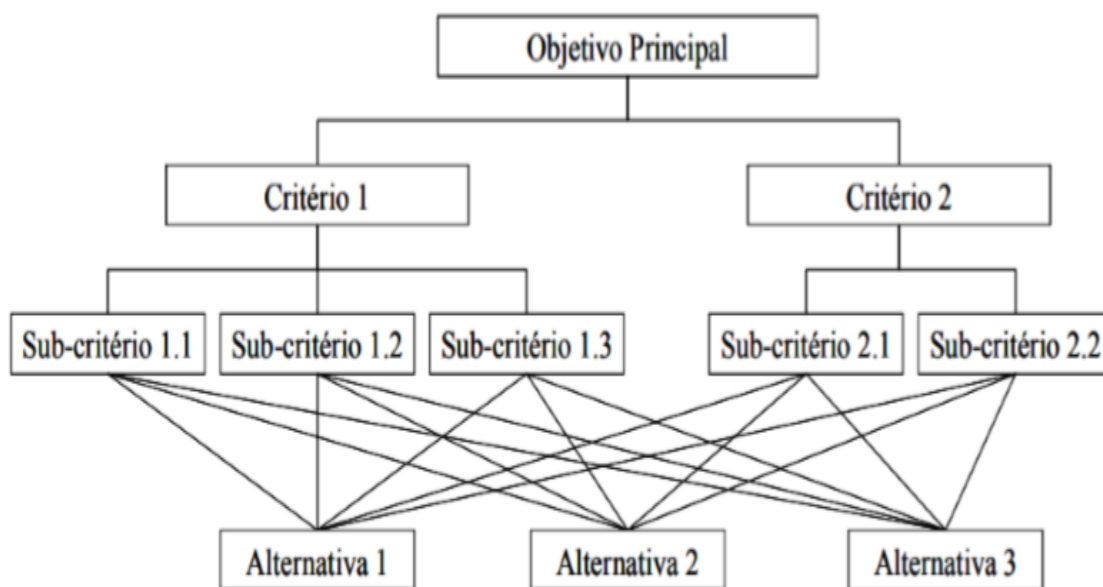 Objetivo Principal
Critério 1
Critério 2
Sub-critério 1.1
Sub-critério 1.2
Sub-critério 1.3
Sub-critério 2.1
Sub-critério 2.2
Alternativa 1
Alternativa 2
Alternativa 3